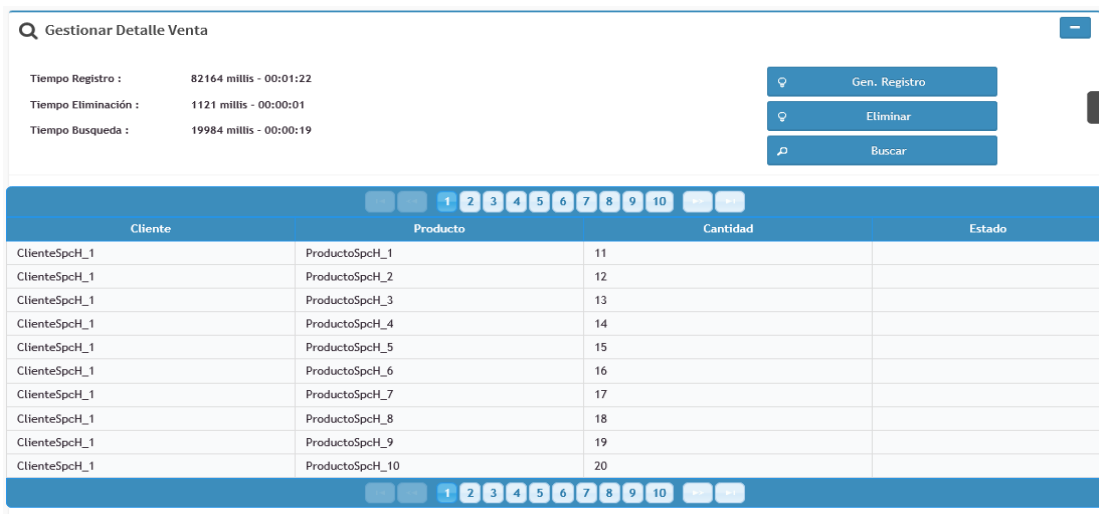 Gestionar Detalle Venta
Tiempo Registro : 82164 millis - 00:01:22
Gen. Registro
Tiempo Eliminación : 1121 millis - 00:00:01
Eliminar
Tiempo Busqueda : 19984 millis - 00:00:19
Buscar
1 2 3 4 5 6 7 8 9 10
Cliente Producto Cantidad Estado
ClienteSpcH_1 ProductoSpcH_1 11
ClienteSpcH_1 ProductoSpcH_2 12
ClienteSpcH_1 ProductoSpcH_3 13
ClienteSpcH_1 ProductoSpcH_4 14
ClienteSpcH_1 ProductoSpcH_5 15
ClienteSpcH_1 ProductoSpcH_6 16
ClienteSpcH_1 ProductoSpcH_7 17
ClienteSpcH_1 ProductoSpcH_8 18
ClienteSpcH_1 ProductoSpcH_9 19
ClienteSpcH_1 ProductoSpcH_10 20
1 2 3 4 5 6 7 8 9 10